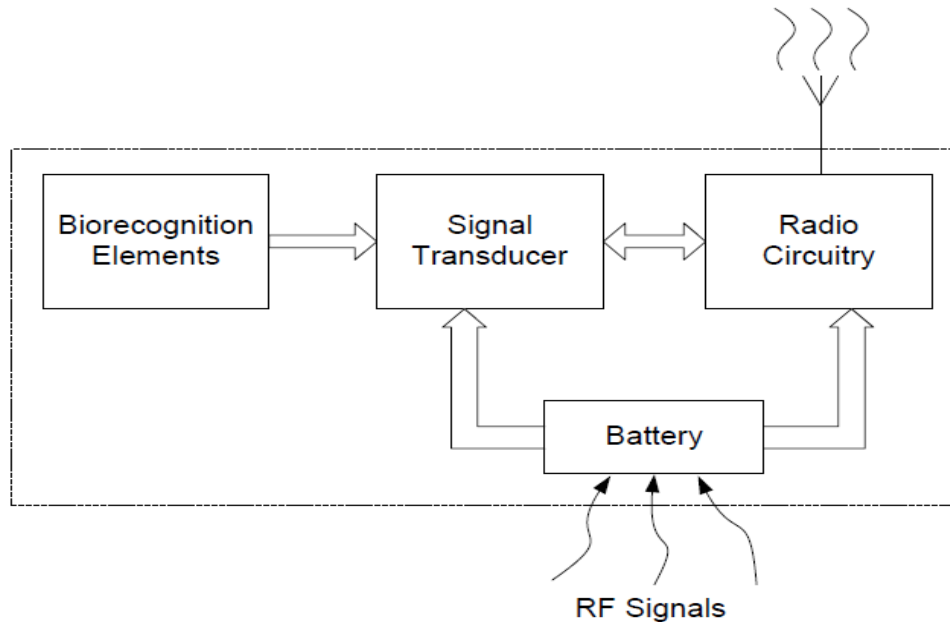 Biorecognition
Elements
Signal
Transducer
Radio
Circuitry
Battery
RF Signals